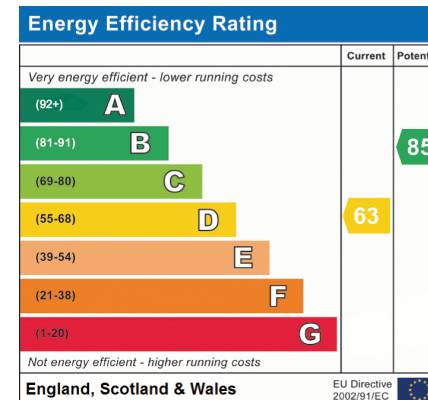 Energy Efficiency Rating
Current Potent
Very energy efficient - lower running costs
(92+) A
(81-91) B
85
(69-80) C
(55-68) D
63
(39-54) E
(21-38) F
(1-20) G
Not energy efficient - higher running costs
England, Scotland & Wales
EU Directive
2002/91/EC